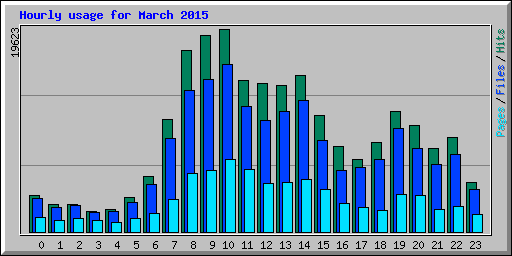 Hourly usage for March 2015
19623
Pages/Files/Hits
0 1 2 3 4 5 6 7 8 9 10 11 12 13 14 15 16 17 18 19 20 21 22 23